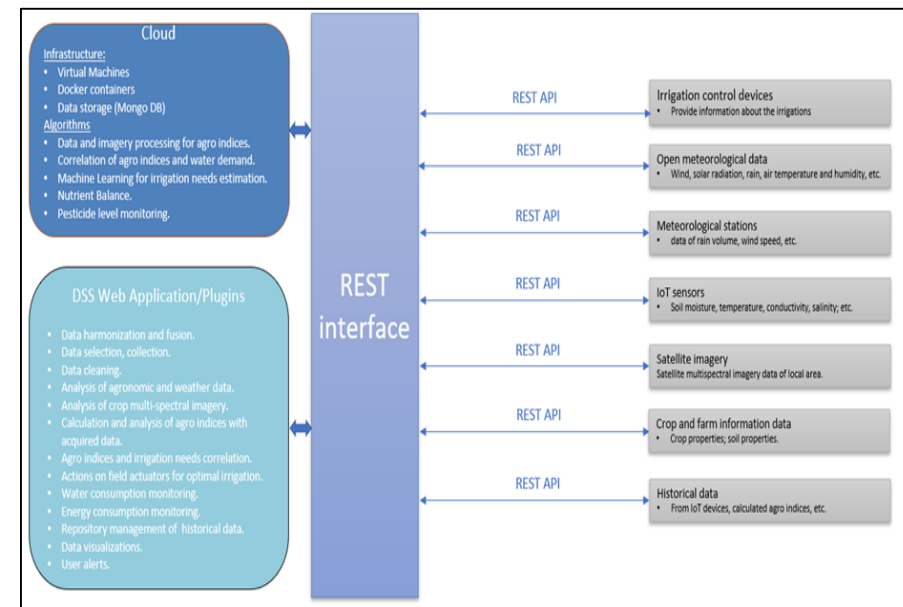 Cloud
Infrastructure:
• Virtual Machines
• Docker containers
• Data storage (Mongo DB)
Algorithms
• Data and imagery processing for agro indices.
• Correlation of agro indices and water demand.
• Machine Learning for irrigation needs estimation.
• Nutrient Balance.
• Pesticide level monitoring.
DSS Web Application/Plugins
• Data harmonization and fusion.
• Data selection, collection.
• Data cleaning.
• Analysis of agronomic and weather data.
• Analysis of crop multi-spectral imagery.
• Calculation and analysis of agro indices with
acquired data.
• Agro indices and irrigation needs correlation.
• Actions on field actuators for optimal irrigation.
• Water consumption monitoring.
• Energy consumption monitoring.
• Repository management of historical data.
• Data visualizations.
• User alerts.
REST
interface
REST API
Irrigation control devices
• Provide information about the irrigations
REST API
Open meteorological data
• Wind, solar radiation, rain, air temperature and humidity, etc.
REST API
Meteorological stations
• data of rain volume, wind speed, etc.
REST API
IoT sensors
• Soil moisture, temperature, conductivity, salinity; etc.
REST API
Satellite imagery
Satellite multispectral imagery data of local area.
REST API
Crop and farm information data
• Crop properties; soil properties.
REST API
Historical data
• From IoT devices, calculated agro indices, etc.